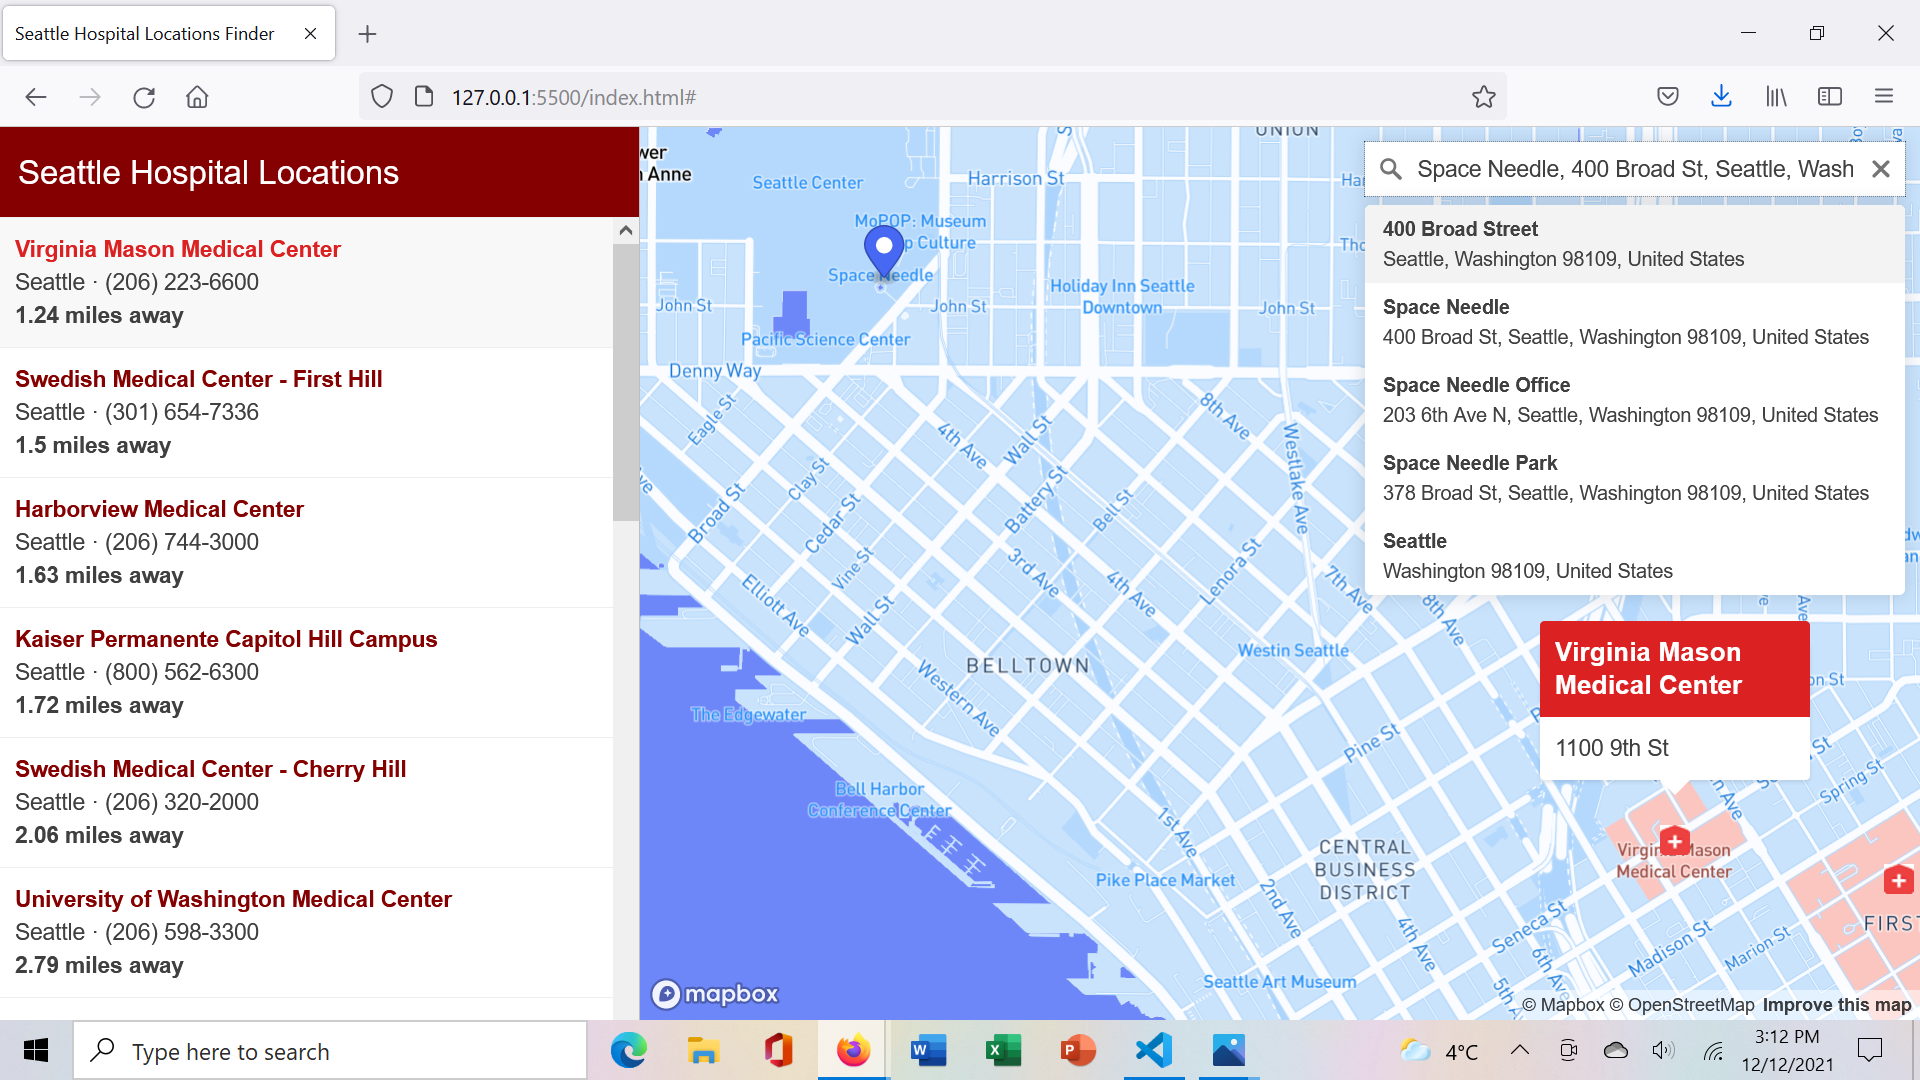 Seattle Hospital Locations Finder
127.0.0.1:5500/index.html#
Seattle Hospital Locations
Virginia Mason Medical Center
Seattle · (206) 223-6600
1.24 miles away
Swedish Medical Center - First Hill
Seattle · (301) 654-7336
1.5 miles away
Harborview Medical Center
Seattle · (206) 744-3000
1.63 miles away
Kaiser Permanente Capitol Hill Campus
Seattle · (800) 562-6300
1.72 miles away
Swedish Medical Center - Cherry Hill
Seattle · (206) 320-2000
2.06 miles away
University of Washington Medical Center
Seattle · (206) 598-3300
2.79 miles away
Space Needle, 400 Broad St, Seattle, Wash
400 Broad Street
Seattle, Washington 98109, United States
Space Needle
400 Broad St, Seattle, Washington 98109, United States
Space Needle Office
203 6th Ave N, Seattle, Washington 98109, United States
Space Needle Park
378 Broad St, Seattle, Washington 98109, United States
Seattle
Washington 98109, United States
UNION
Anne
Seattle Center
Harrison St
MoPOP: Museum
Culture
Space Needle
Holiday Inn Seattle
Downtown
John St
John St
John St
Pacific Science Center
Denny Way
Eagle St
4th Ave
Wall St
8th Ave
Westlake Ave
Clay St
Broad St
Cedar St
Battery St
Bell St
Vine St
3rd Ave
4th Ave
Lenora St
7th Ave
8th Ave
Elliott Ave
Wall St
Western Ave
BELLTOWN
Westin Seattle
The Edgewater
Pine St
Bell Harbor
Conference Center
1st Ave
Pike Place Market
2nd Ave
CENTRAL
BUSINESS
DISTRICT
4th Ave
Seneca St
6th Ave
5th
Madison St
Marion St
Spring St
Seattle Art Museum
Virginia Mason
Medical Center
1100 9th St
Virginia Mason
Medical Center
FIRS
mapbox
© Mapbox © OpenStreetMap Improve this map
Type here to search
4°C
3:12 PM
12/12/2021